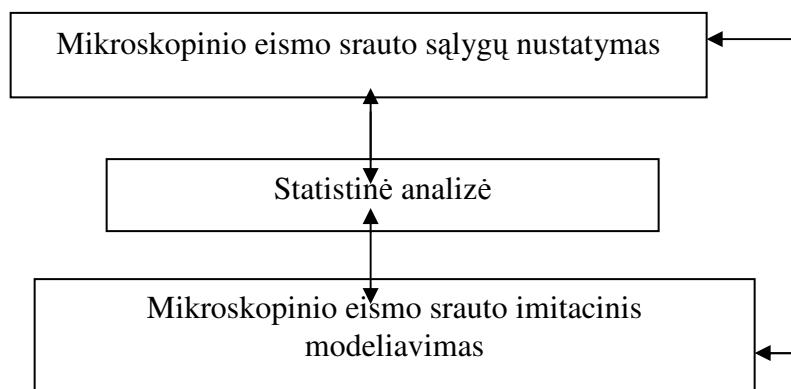 Mikroskopinio eismo srauto sąlygų nustatymas
Statistinė analizė
Mikroskopinio eismo srauto imitacinis
modeliavimas